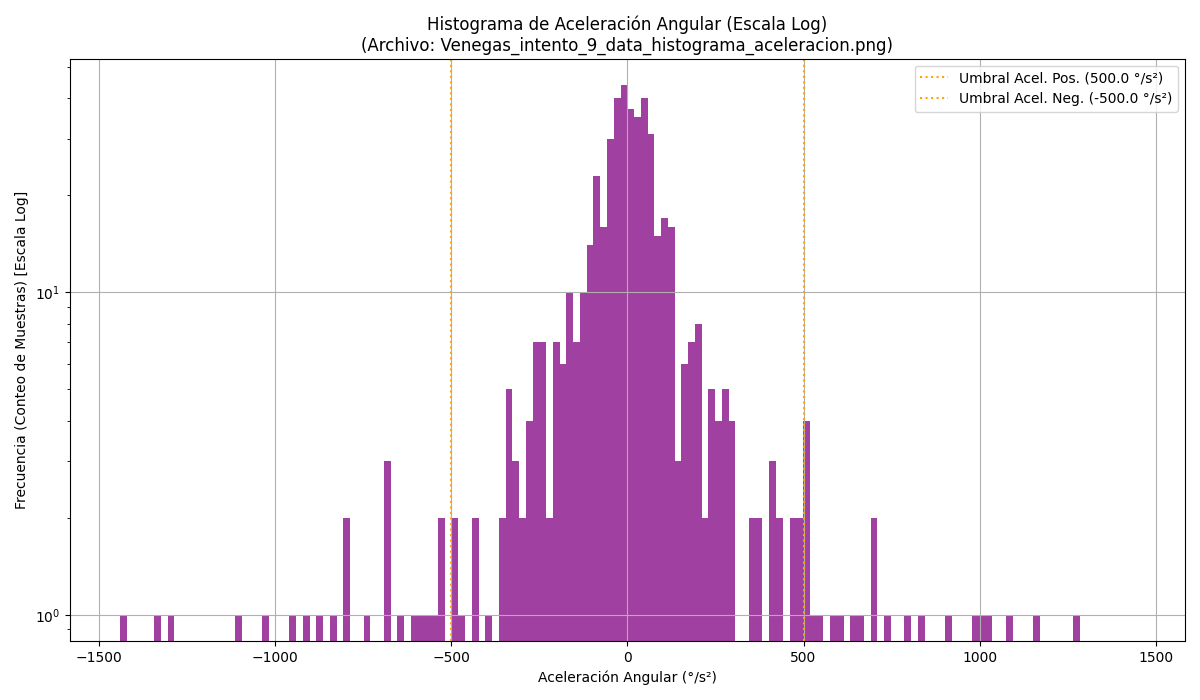 Histograma de Aceleración Angular (Escala Log)
(Archivo: Venegas_intento_9_data_histograma_aceleracion.png)
Umbral Acel. Pos. (500.0 °/s²)
Umbral Acel. Neg. (-500.0 °/s²)
Frecuencia (Conteo de Muestras) [Escala Log]
10¹
10⁰
−1500 −1000 −500 0 500 1000 1500
Aceleración Angular (°/s²)